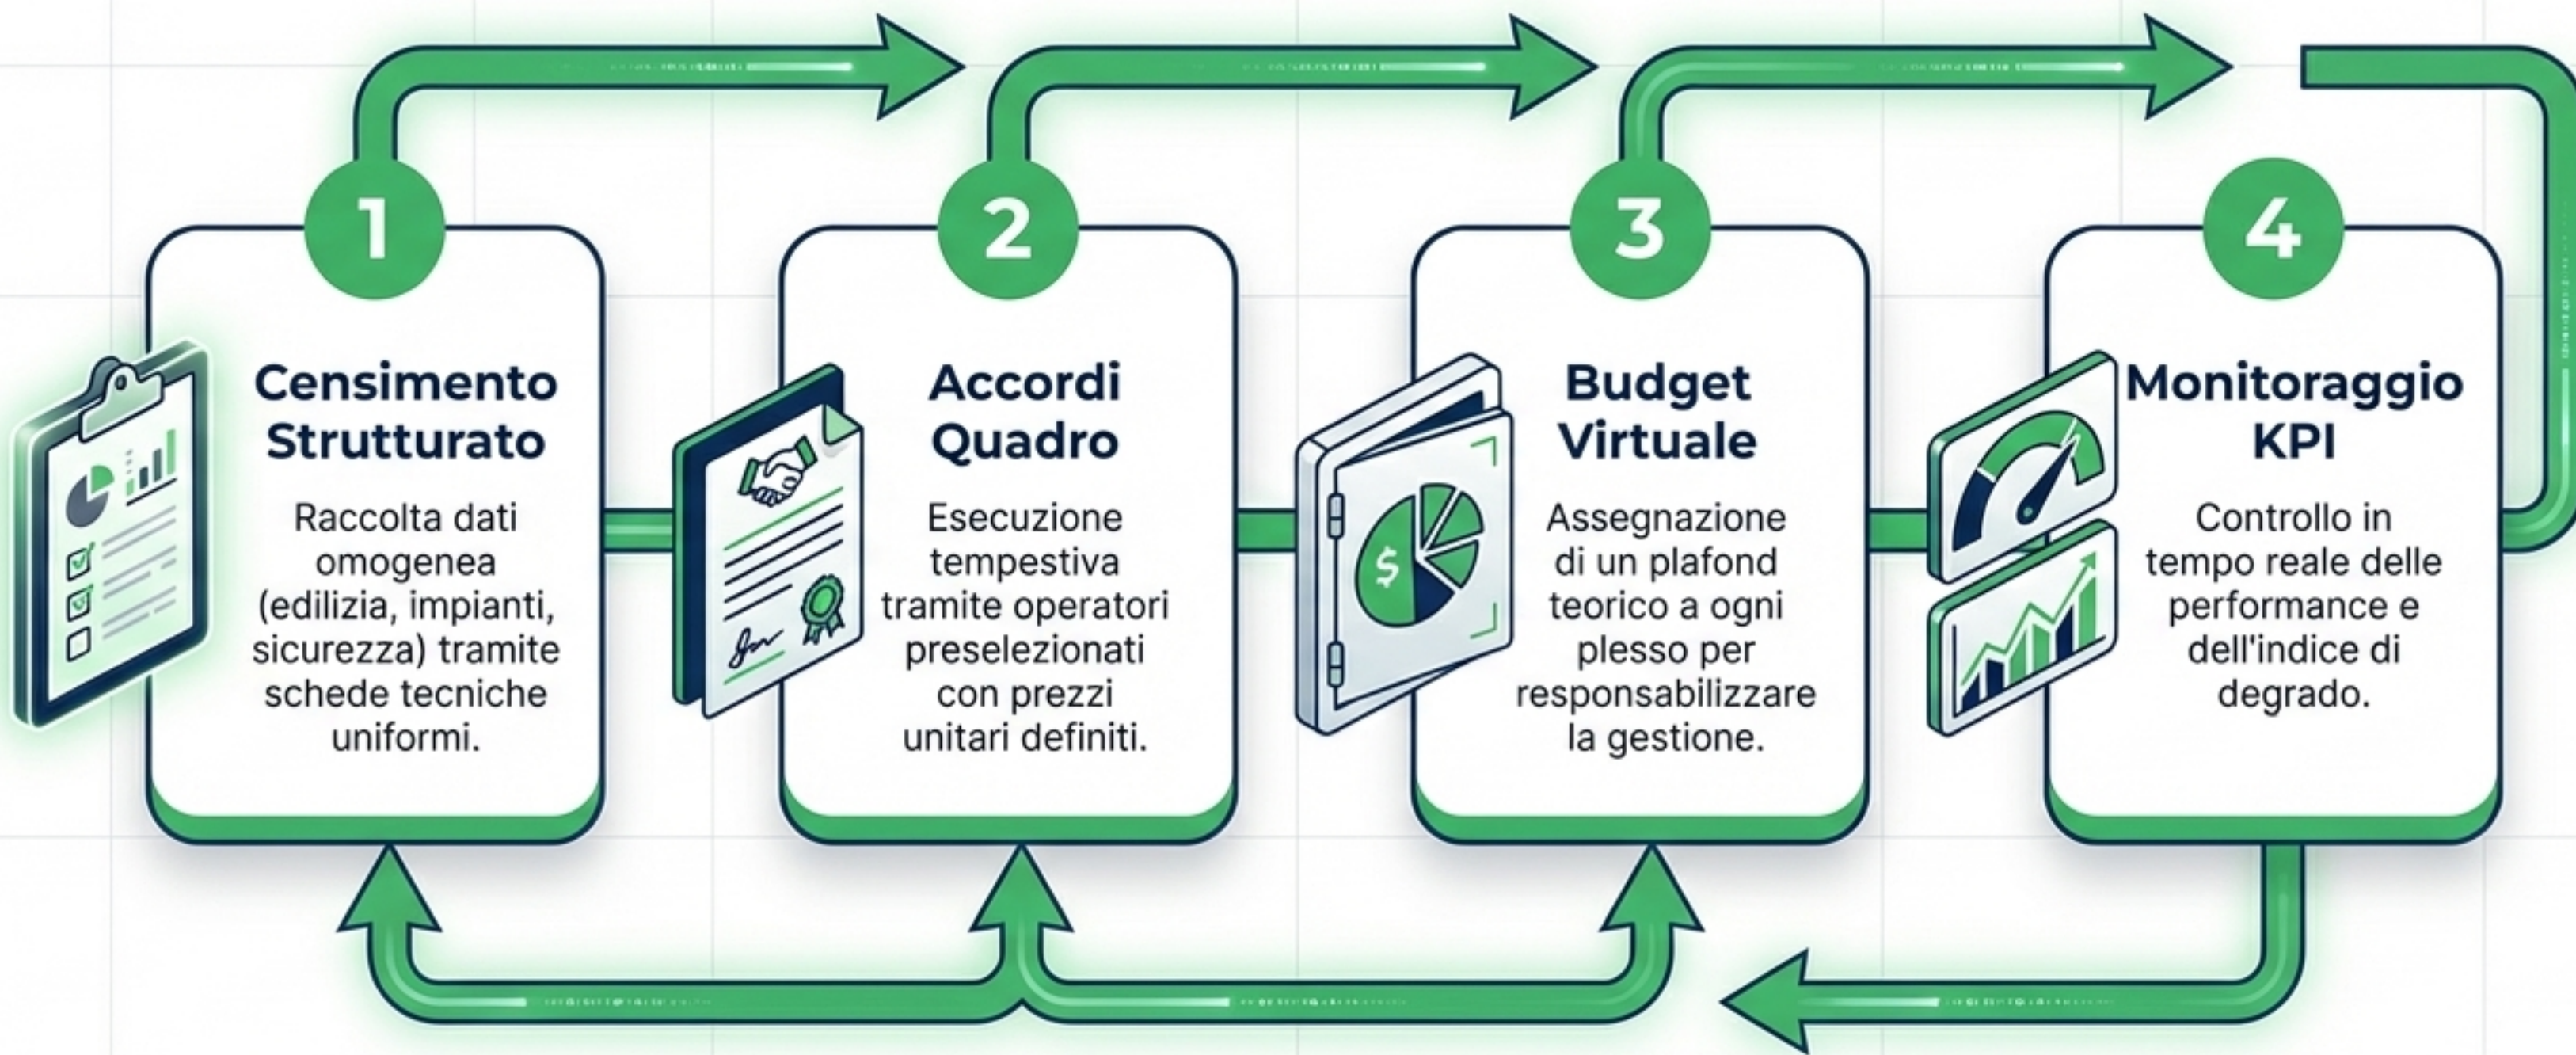 1
Censimento
Strutturato
Raccolta dati
omogenea
(edilizia, impianti,
sicurezza) tramite
schede tecniche
uniformi.
2
Accordi
Quadro
Esecuzione
tempestiva
tramite operatori
preselezionati
con prezzi
unitari definiti.
3
$
Budget
Virtuale
Assegnazione
di un plafond
teorico a ogni
plesso per
responsabilizzare
la gestione.
4
Monitoraggio
KPI
Controllo in
tempo reale delle
performance e
dell'indice di
degrado.